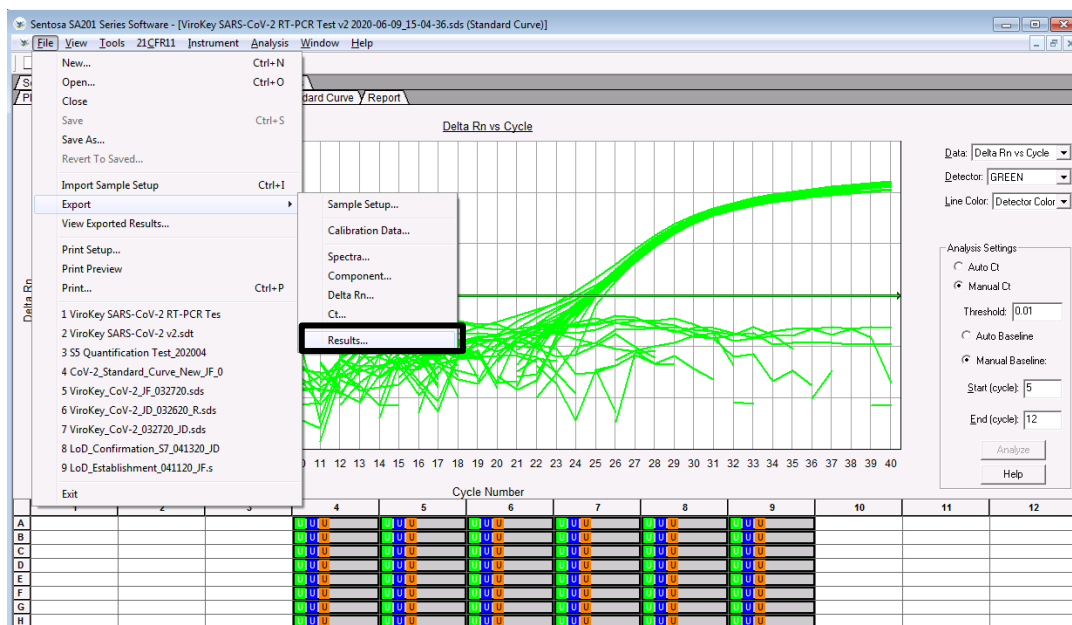 Sentosa SA201 Series Software - [ViroKey SARS-CoV-2 RT-PCR Test v2 2020-06-09_15-04-36.sds (Standard Curve)]
File View Tools 21CFR11 Instrument Analysis Window Help
New... Ctrl+N
Open... Ctrl+O
Close
Save Ctrl+S
Save As...
Revert To Saved...
Import Sample Setup Ctrl+I
Export
View Exported Results...
Print Setup...
Print Preview
Print... Ctrl+P
1 ViroKey SARS-CoV-2 RT-PCR Tes
2 ViroKey SARS-CoV-2 v2.sdt
3 S5 Quantification Test_202004
4 CoV-2_Standard_Curve_New_JF_0
5 ViroKey_CoV-2_JF_032720.sds
6 ViroKey_CoV-2_JD_032620_R.sds
7 ViroKey_CoV-2_032720_JD.sds
8 LoD_Confirmation_S7_041320_JD
9 LoD_Establishment_041120_JF.s
Exit
Sample Setup...
Calibration Data...
Spectra...
Component...
Delta Rn...
Ct...
Results...
dard Curve Report
Delta Rn vs Cycle
Delta Rn
11 12 13 14 15 16 17 18 19 20 21 22 23 24 25 26 27 28 29 30 31 32 33 34 35 36 37 38 39 40
Cycle Number
Data: Delta Rn vs Cycle
Detector: GREEN
Line Color: Detector Color
Analysis Settings
Auto Ct
Manual Ct
Threshold: 0.01
Auto Baseline
Manual Baseline:
Start (cycle): 5
End (cycle): 12
Analyze
Help
4 5 6 7 8 9 10 11 12
A U U U U U U U U U U U U U U U U U U
B U U U U U U U U U U U U U U U U U U
C U U U U U U U U U U U U U U U U U U
D U U U U U U U U U U U U U U U U U U
E U U U U U U U U U U U U U U U U U U
F U U U U U U U U U U U U U U U U U U
G U U U U U U U U U U U U U U U U U U
H U U U U U U U U U U U U U U U U U U